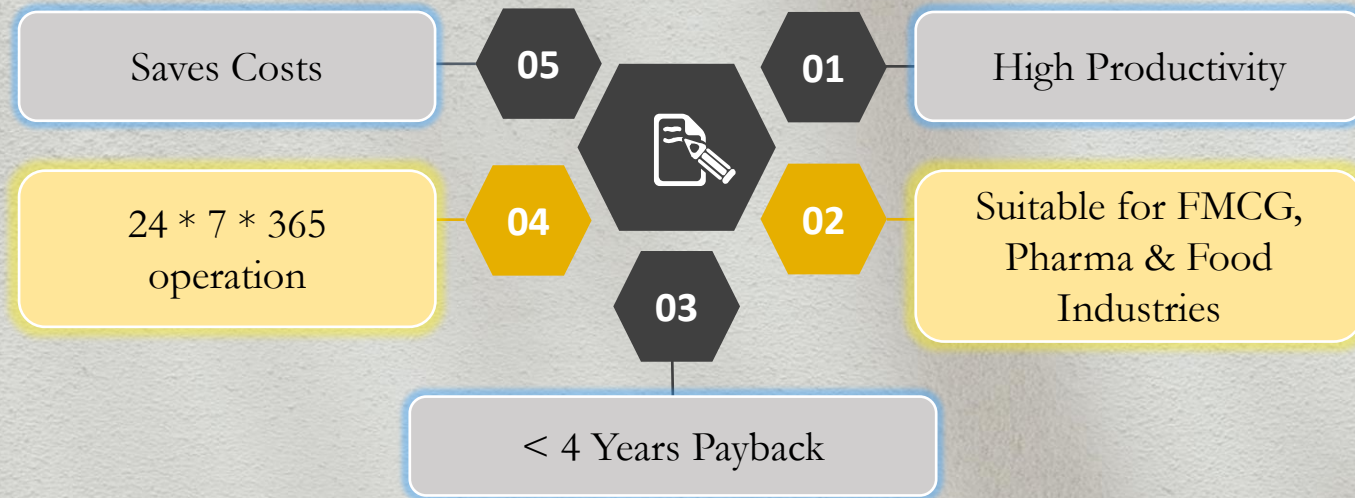 01
High Productivity
02
Suitable for FMCG,
Pharma & Food
Industries
03
< 4 Years Payback
04
24 * 7 * 365
operation
05
Saves Costs